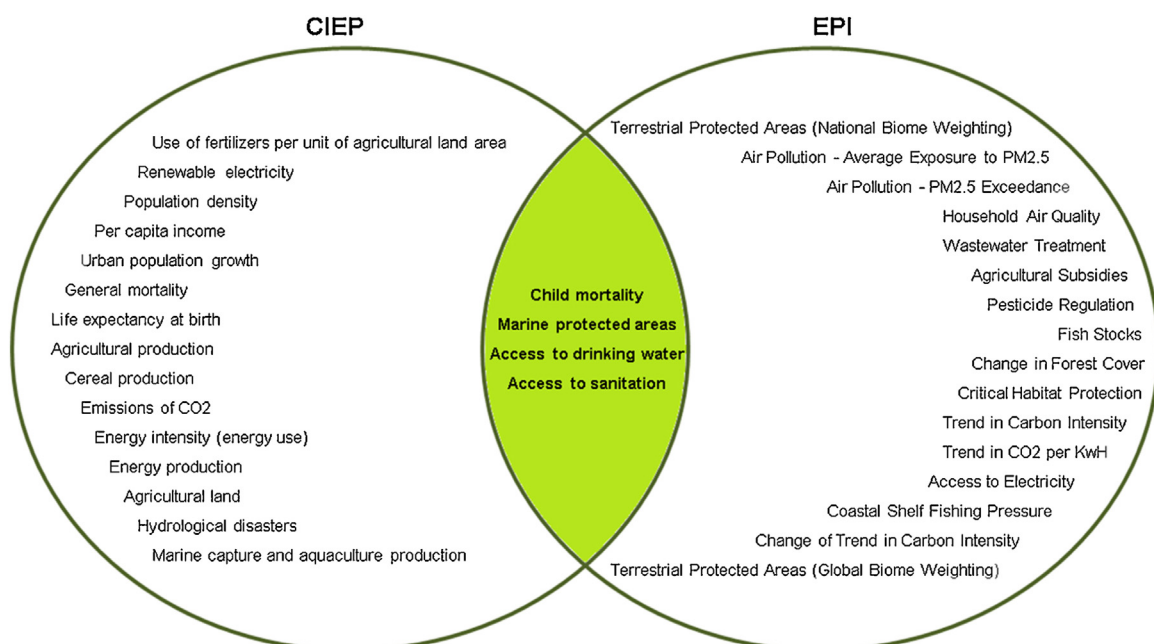 CIEP
EPI
Use of fertilizers per unit of agricultural land area
Renewable electricity
Population density
Per capita income
Urban population growth
General mortality
Life expectancy at birth
Agricultural production
Cereal production
Emissions of CO2
Energy intensity (energy use)
Energy production
Agricultural land
Hydrological disasters
Marine capture and aquaculture production
Child mortality
Marine protected areas
Access to drinking water
Access to sanitation
Terrestrial Protected Areas (National Biome Weighting)
Air Pollution - Average Exposure to PM2.5
Air Pollution - PM2.5 Exceedance
Household Air Quality
Wastewater Treatment
Agricultural Subsidies
Pesticide Regulation
Fish Stocks
Change in Forest Cover
Critical Habitat Protection
Trend in Carbon Intensity
Trend in CO2 per KwH
Access to Electricity
Coastal Shelf Fishing Pressure
Change of Trend in Carbon Intensity
Terrestrial Protected Areas (Global Biome Weighting)